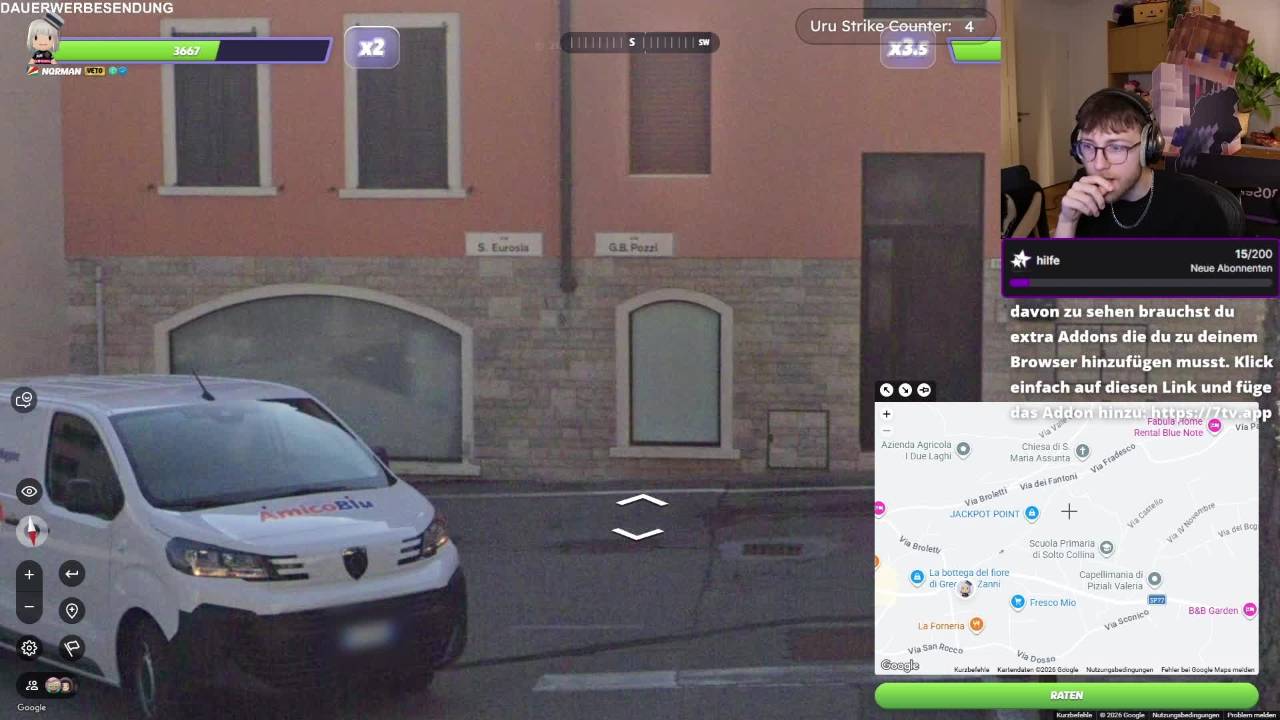 DAUERWERBESENDUNG
3667
x2
S
SW
Uru Strike Counter: 4
x3.5
NORMAN VETO
S. Eurosia
G.B. Pozzi
hilfe
15/200
Neue Abonnenten
davon zu sehen brauchst du
extra Addons die du zu deinem
Browser hinzufügen musst. Klick
einfach auf diesen Link und füge
das Addon hinzu: https://7tv.app
AmicoBlu
Fabula Home
Rental Blue Note
Azienda Agricola
I Due Laghi
Chiesa di S.
Maria Assunta
Via Fradesco
Via dei Fantoni
Via Broletti
JACKPOT POINT
Via Castello
Via IV Novembre
Via Broletti
Scuola Primaria
di Solto Collina
La bottega del fiore
di Grer Zanni
Capellimania di
Piziali Valeria
SP77
Fresco Mio
B&B Garden
Via Sconico
La Forneria
Via San Rocco
Via Dosso
Google
Kurzbefehle
Kartendaten ©2026 Google
Nutzungsbedingungen
Fehler bei Google Maps melden
RATEN
Google
Kurzbefehle
© 2026 Google
Nutzungsbedingungen
Problem melden